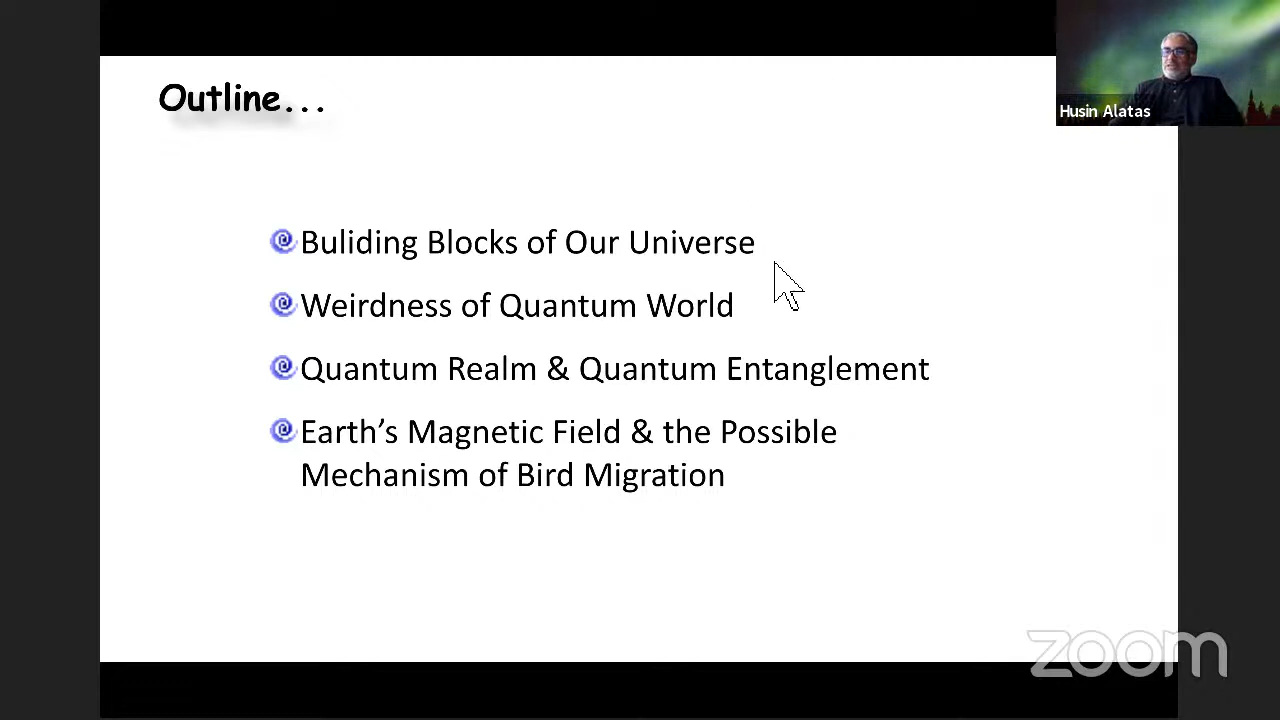 Outline...
Husin Alatas
Buliding Blocks of Our Universe
Weirdness of Quantum World
Quantum Realm & Quantum Entanglement
Earth's Magnetic Field & the Possible
Mechanism of Bird Migration
zoom